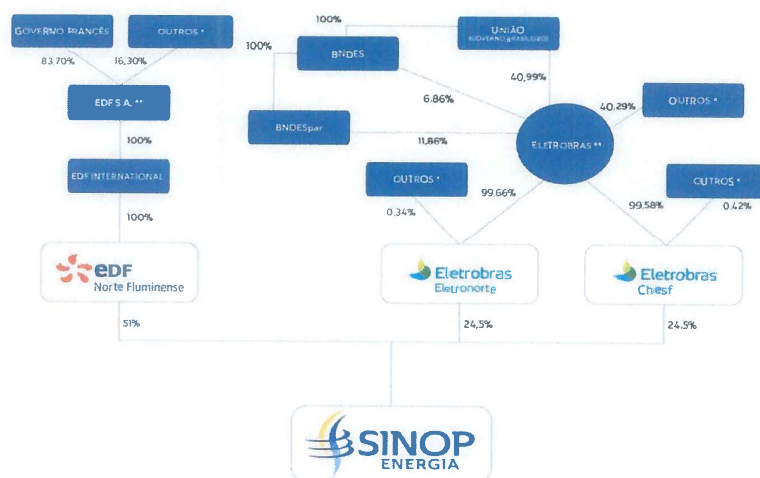 GOVERNO FRANCÊS
OUTROS *
83,70%
16,30%
EDF S.A. **
100%
EDF INTERNATIONAL
100%
eDF
Norte Fluminense
51%
100%
UNIÃO
(GOVERNO BRASILEIRO)
100%
BNDES
40,99%
6,86%
BNDESpar
11,86%
ELETROBRAS **
40,29%
OUTROS *
OUTROS *
0,34%
99,66%
OUTROS *
99,58%
0,42%
Eletrobras
Eletronorte
24,5%
Eletrobras
Chesf
24,5%
SINOP
ENERGIA